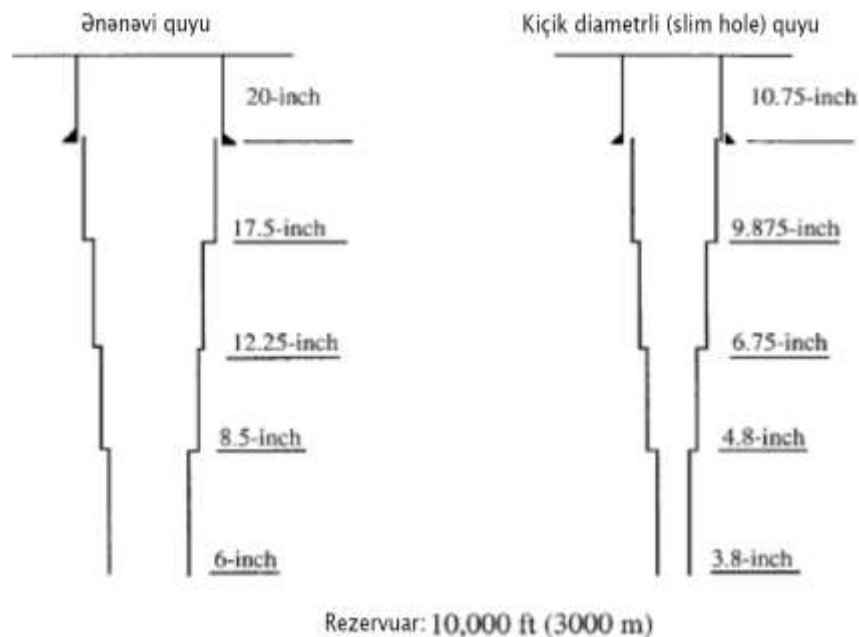 Ənənəvi quyu
20-inch
17.5-inch
12.25-inch
8.5-inch
6-inch
Kiçik diametrli (slim hole) quyu
10.75-inch
9.875-inch
6.75-inch
4.8-inch
3.8-inch
Rezervuar: 10,000 ft (3000 m)